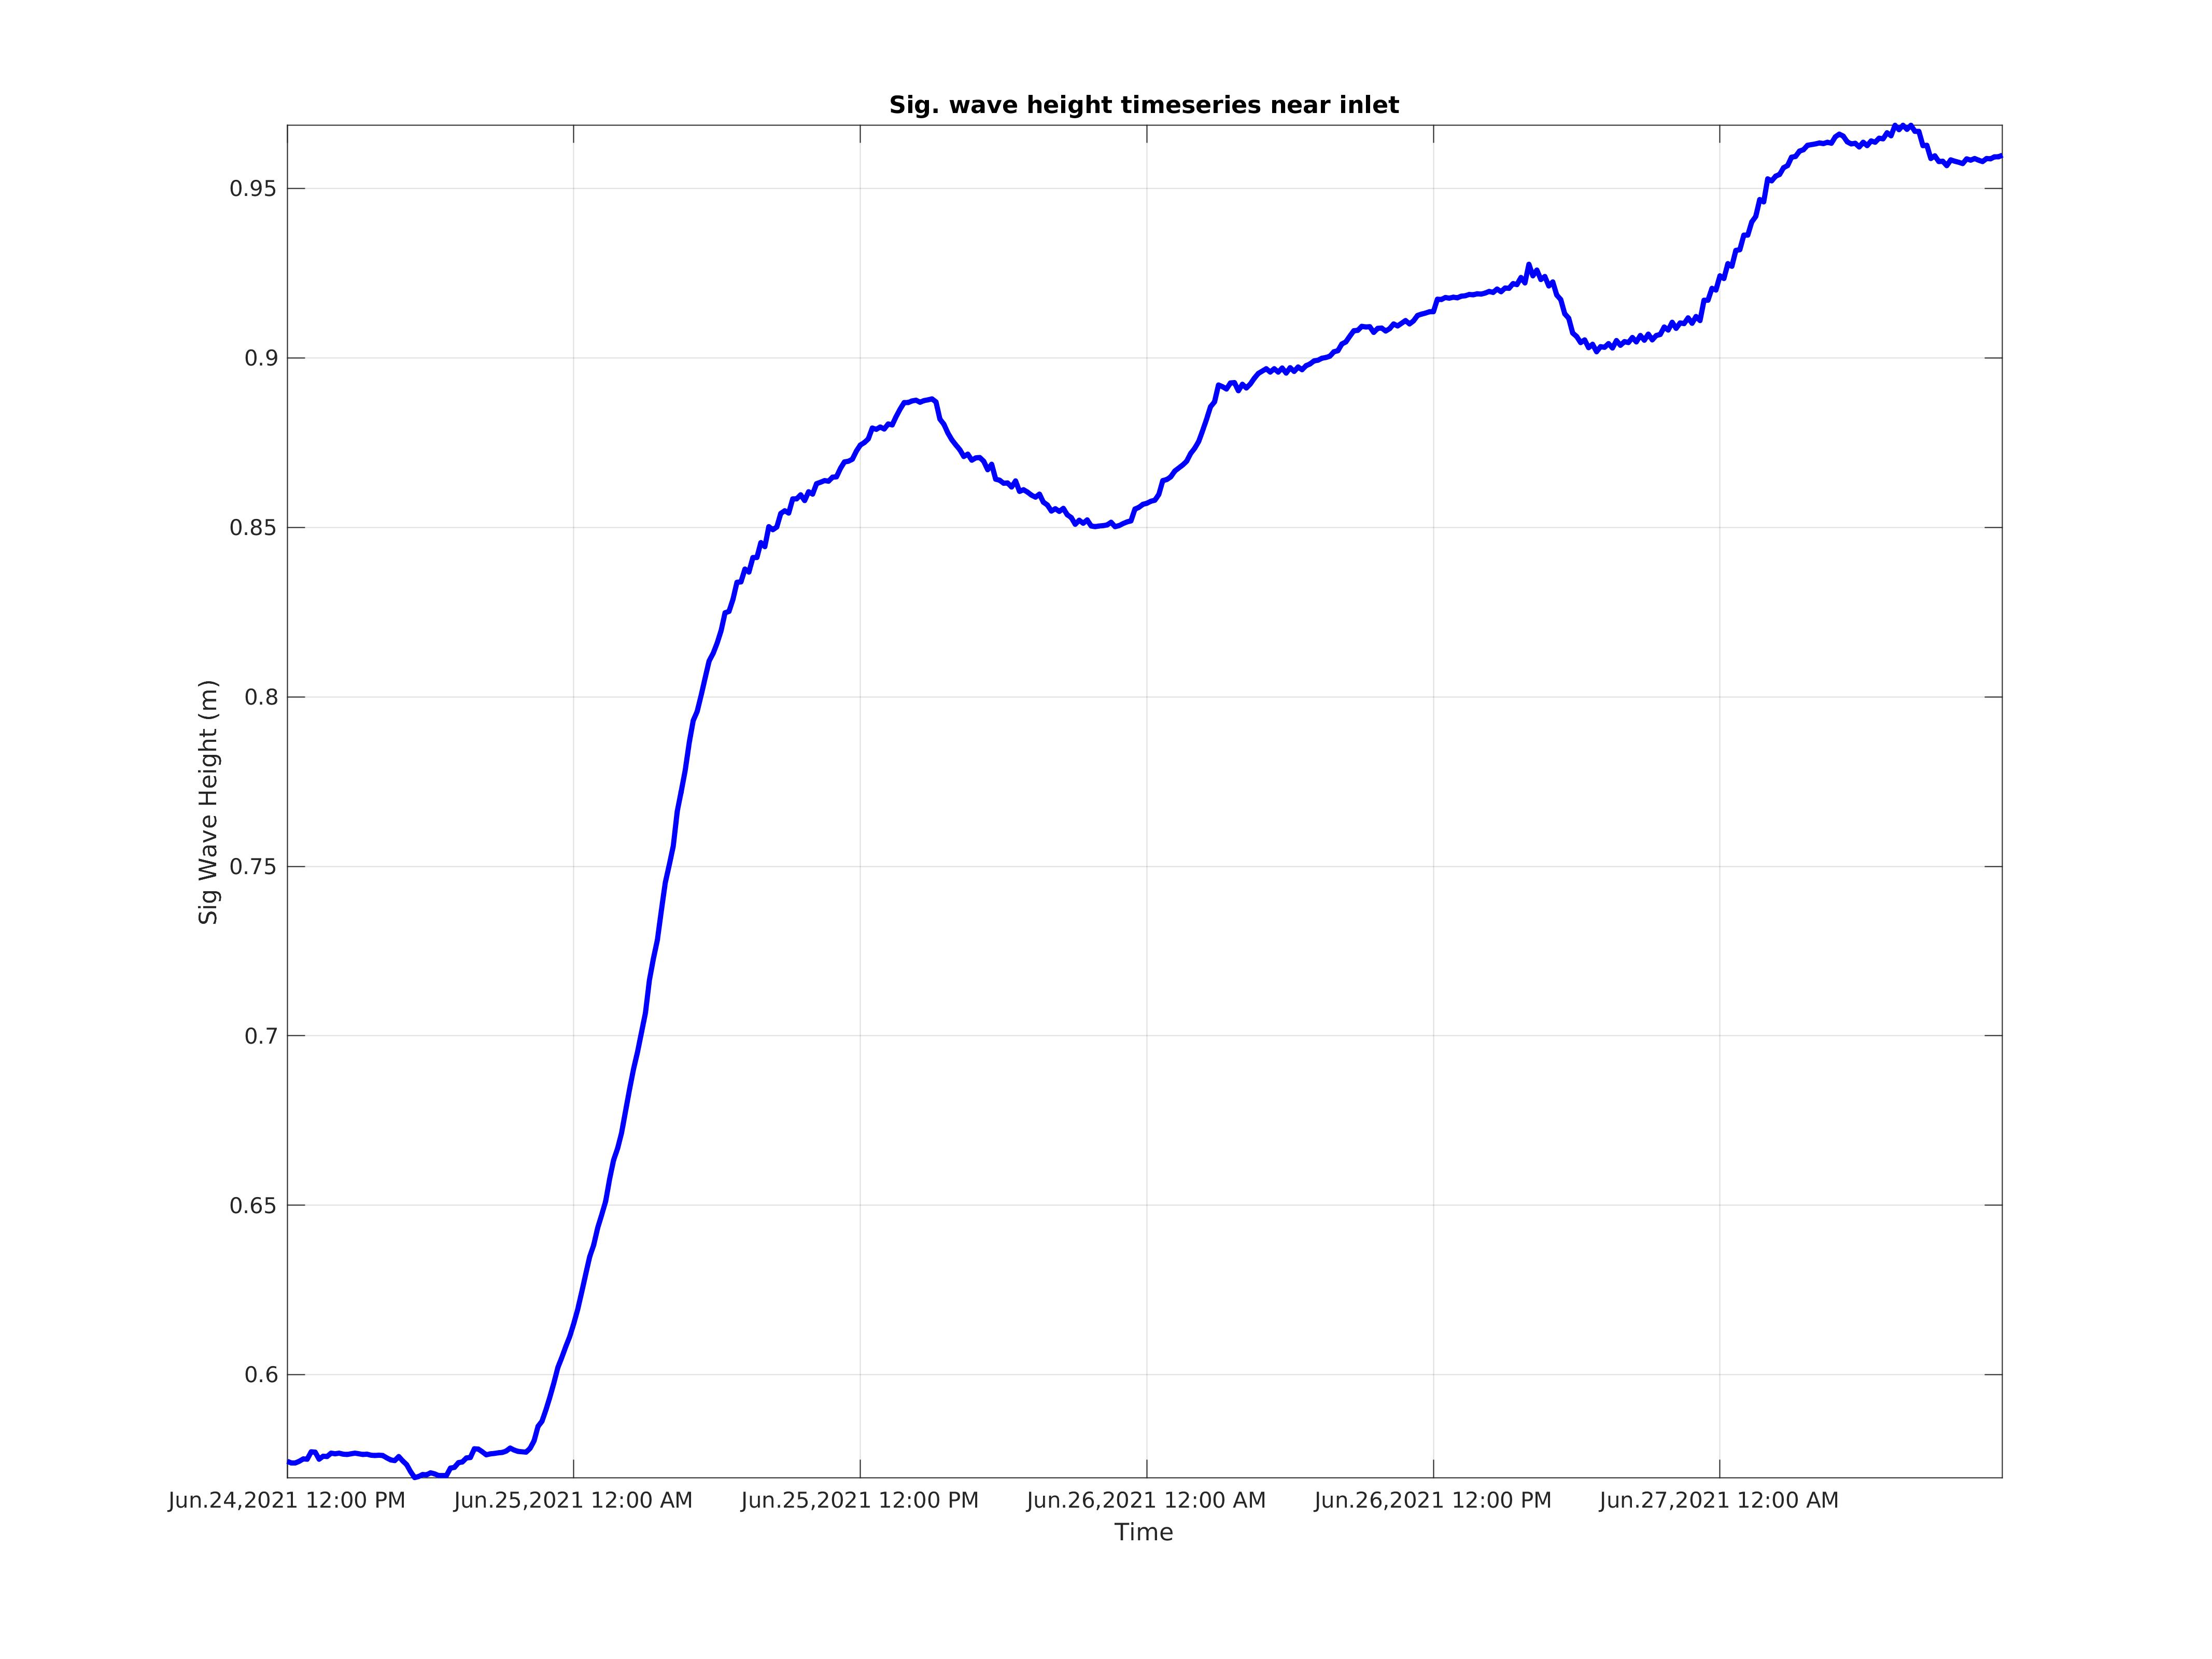 Sig. wave height timeseries near inlet
Sig Wave Height (m)
0.95
0.9
0.85
0.8
0.75
0.7
0.65
0.6
Jun.24,2021 12:00 PM
Jun.25,2021 12:00 AM
Jun.25,2021 12:00 PM
Jun.26,2021 12:00 AM
Jun.26,2021 12:00 PM
Jun.27,2021 12:00 AM
Time